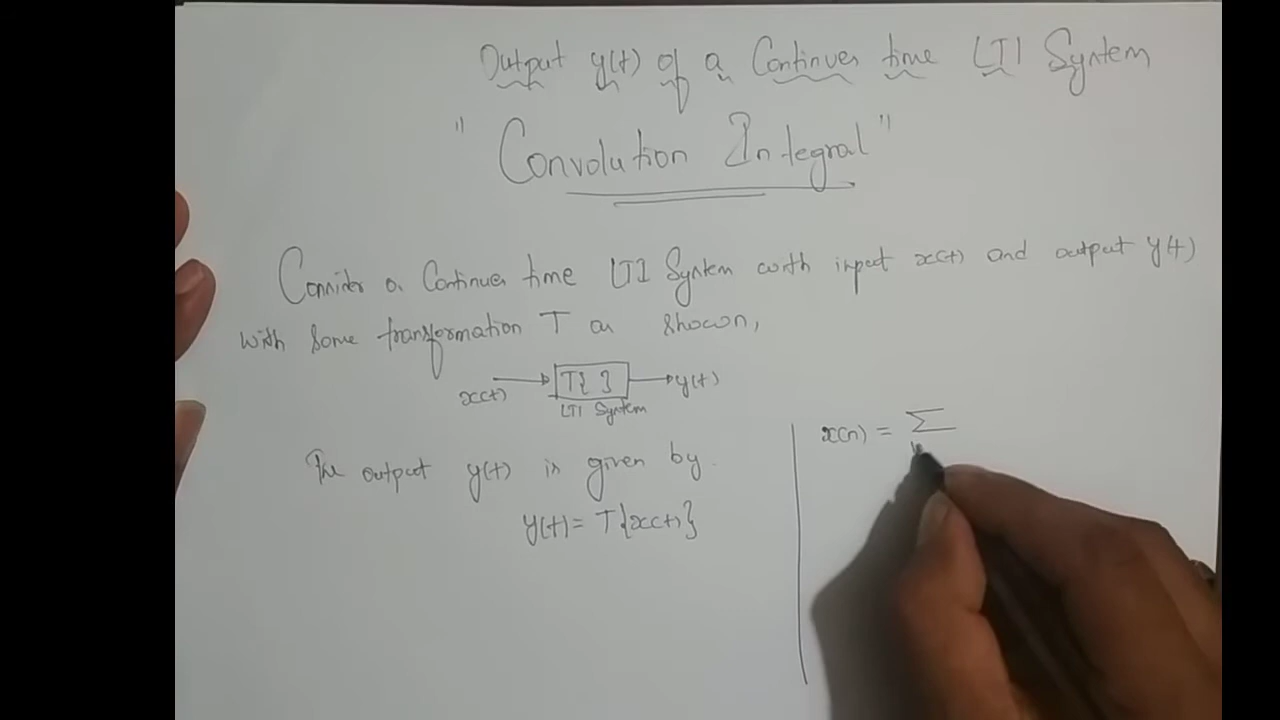 Output y(t) of a Continues time LTI System
"Convolution Integral"
Consider a Continues time LTI System with input x(t) and output y(t)
with some transformation T as shown,
x(t) T{ } y(t)
LTI System
The output y(t) is given by
y(t) = T{x(t)}
x(n) = Σ